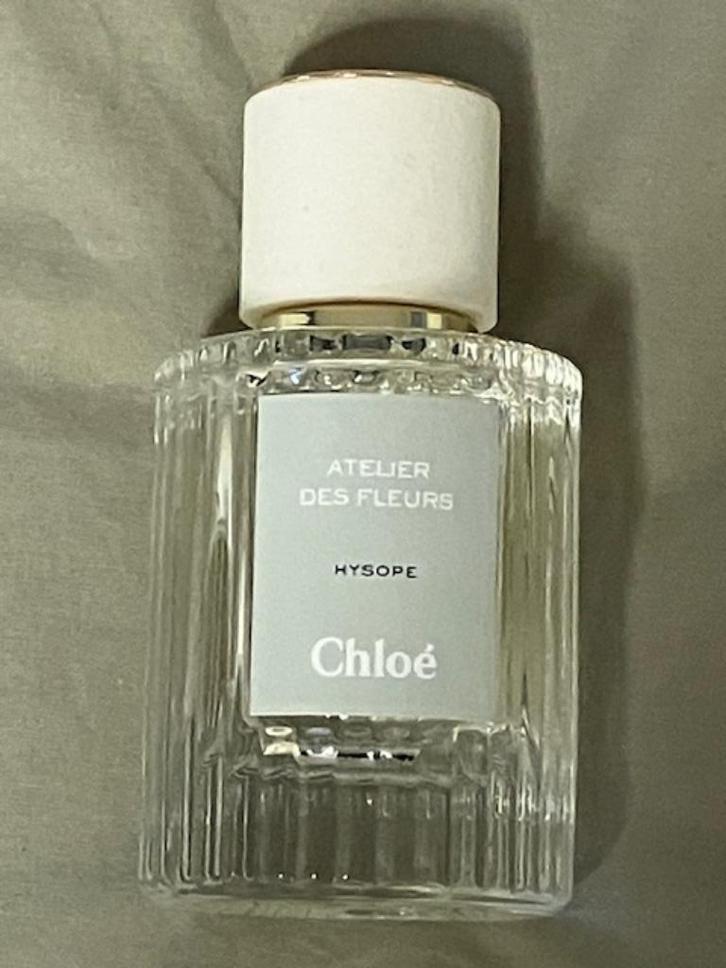 ATELIER
DES FLEURS
HYSOPE
Chloé